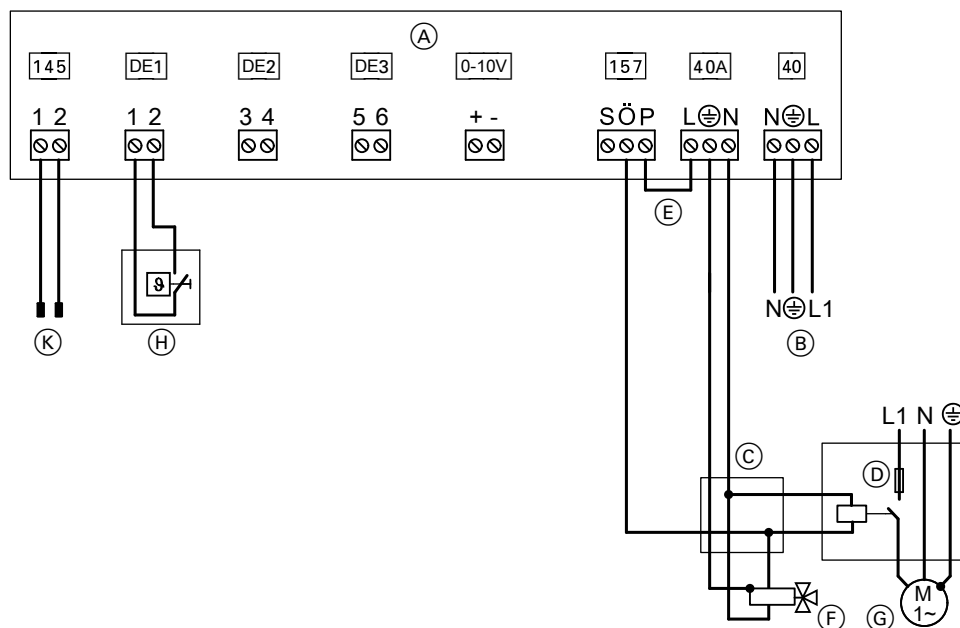 A
145 DE1 DE2 DE3 0-10V 157 40A 40
1 2 1 2 3 4 5 6 + - S Ö P L N N L
E
ϑ
N L1
K H B
L1 N
C
D
M
1~
F G